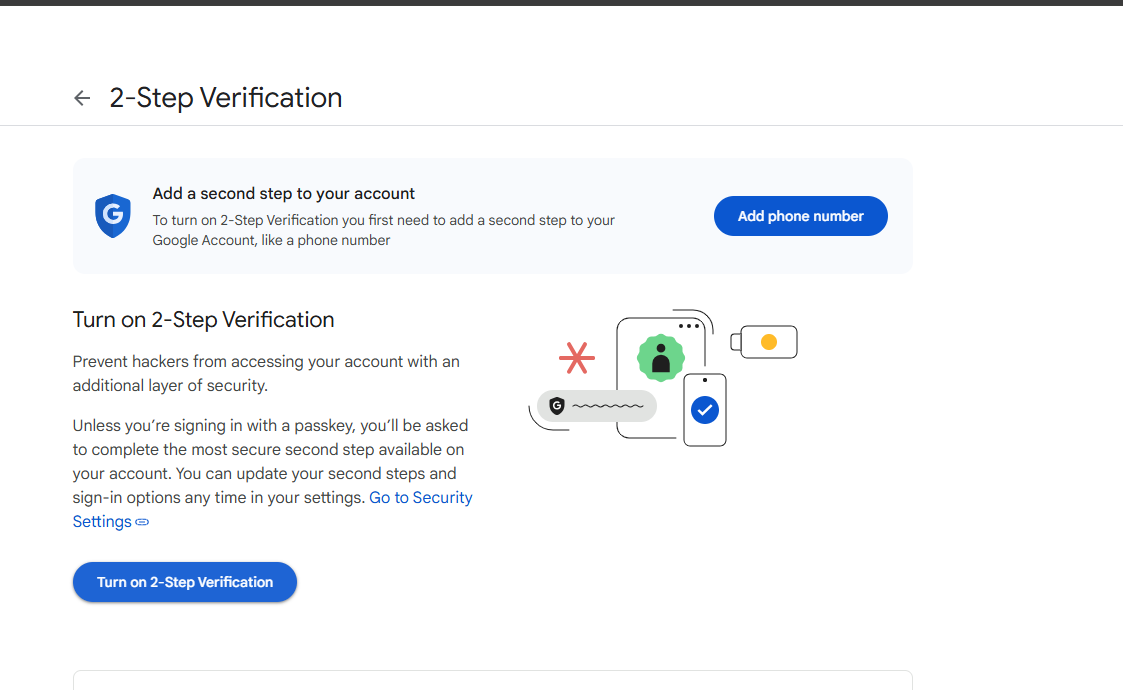 2-Step Verification
Add a second step to your account
To turn on 2-Step Verification you first need to add a second step to your
Google Account, like a phone number
Add phone number
Turn on 2-Step Verification
Prevent hackers from accessing your account with an
additional layer of security.
Unless you’re signing in with a passkey, you’ll be asked
to complete the most secure second step available on
your account. You can update your second steps and
sign-in options any time in your settings. Go to Security
Settings
Turn on 2-Step Verification